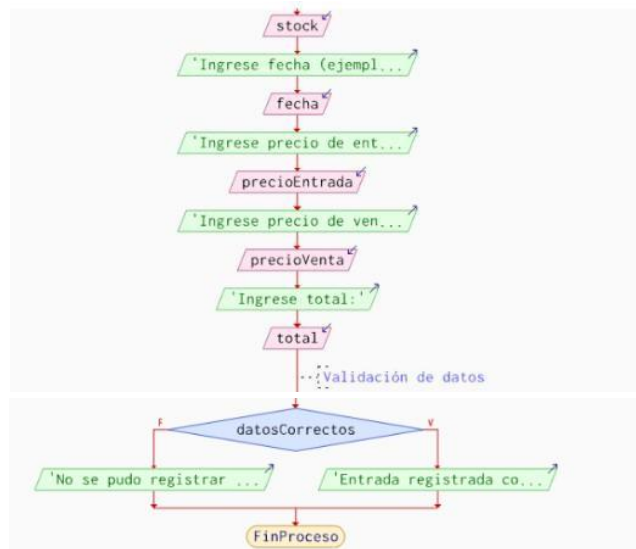 stock
'Ingrese fecha (ejempl...
fecha
'Ingrese precio de ent...
precioEntrada
'Ingrese precio de ven...
precioVenta
'Ingrese total:'
total
Validación de datos
F
datosCorrectos
V
'No se pudo registrar ...
'Entrada registrada co...
FinProceso